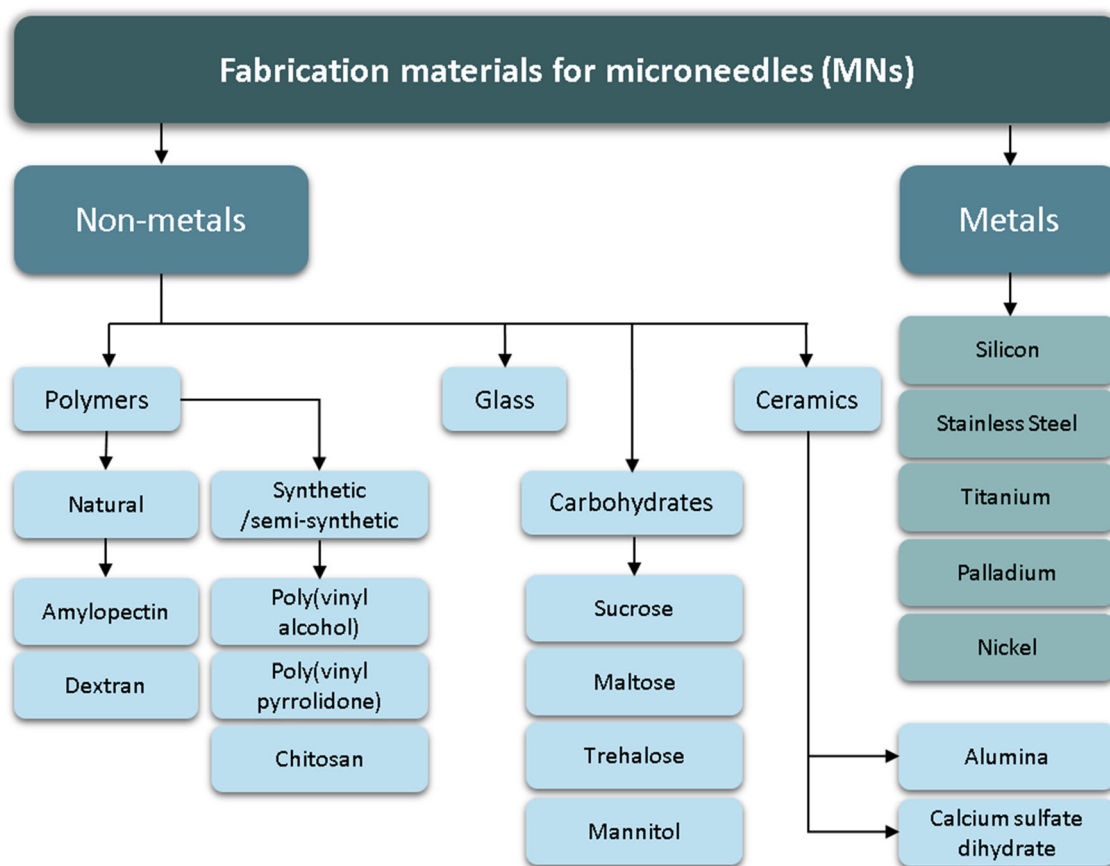 Fabrication materials for microneedles (MNs)
Non-metals
Metals
Polymers
Glass
Ceramics
Silicon
Stainless Steel
Titanium
Palladium
Nickel
Natural
Synthetic
/semi-synthetic
Carbohydrates
Amylopectin
Dextran
Poly(vinyl
alcohol)
Poly(vinyl
pyrrolidone)
Chitosan
Sucrose
Maltose
Trehalose
Mannitol
Alumina
Calcium sulfate
dihydrate